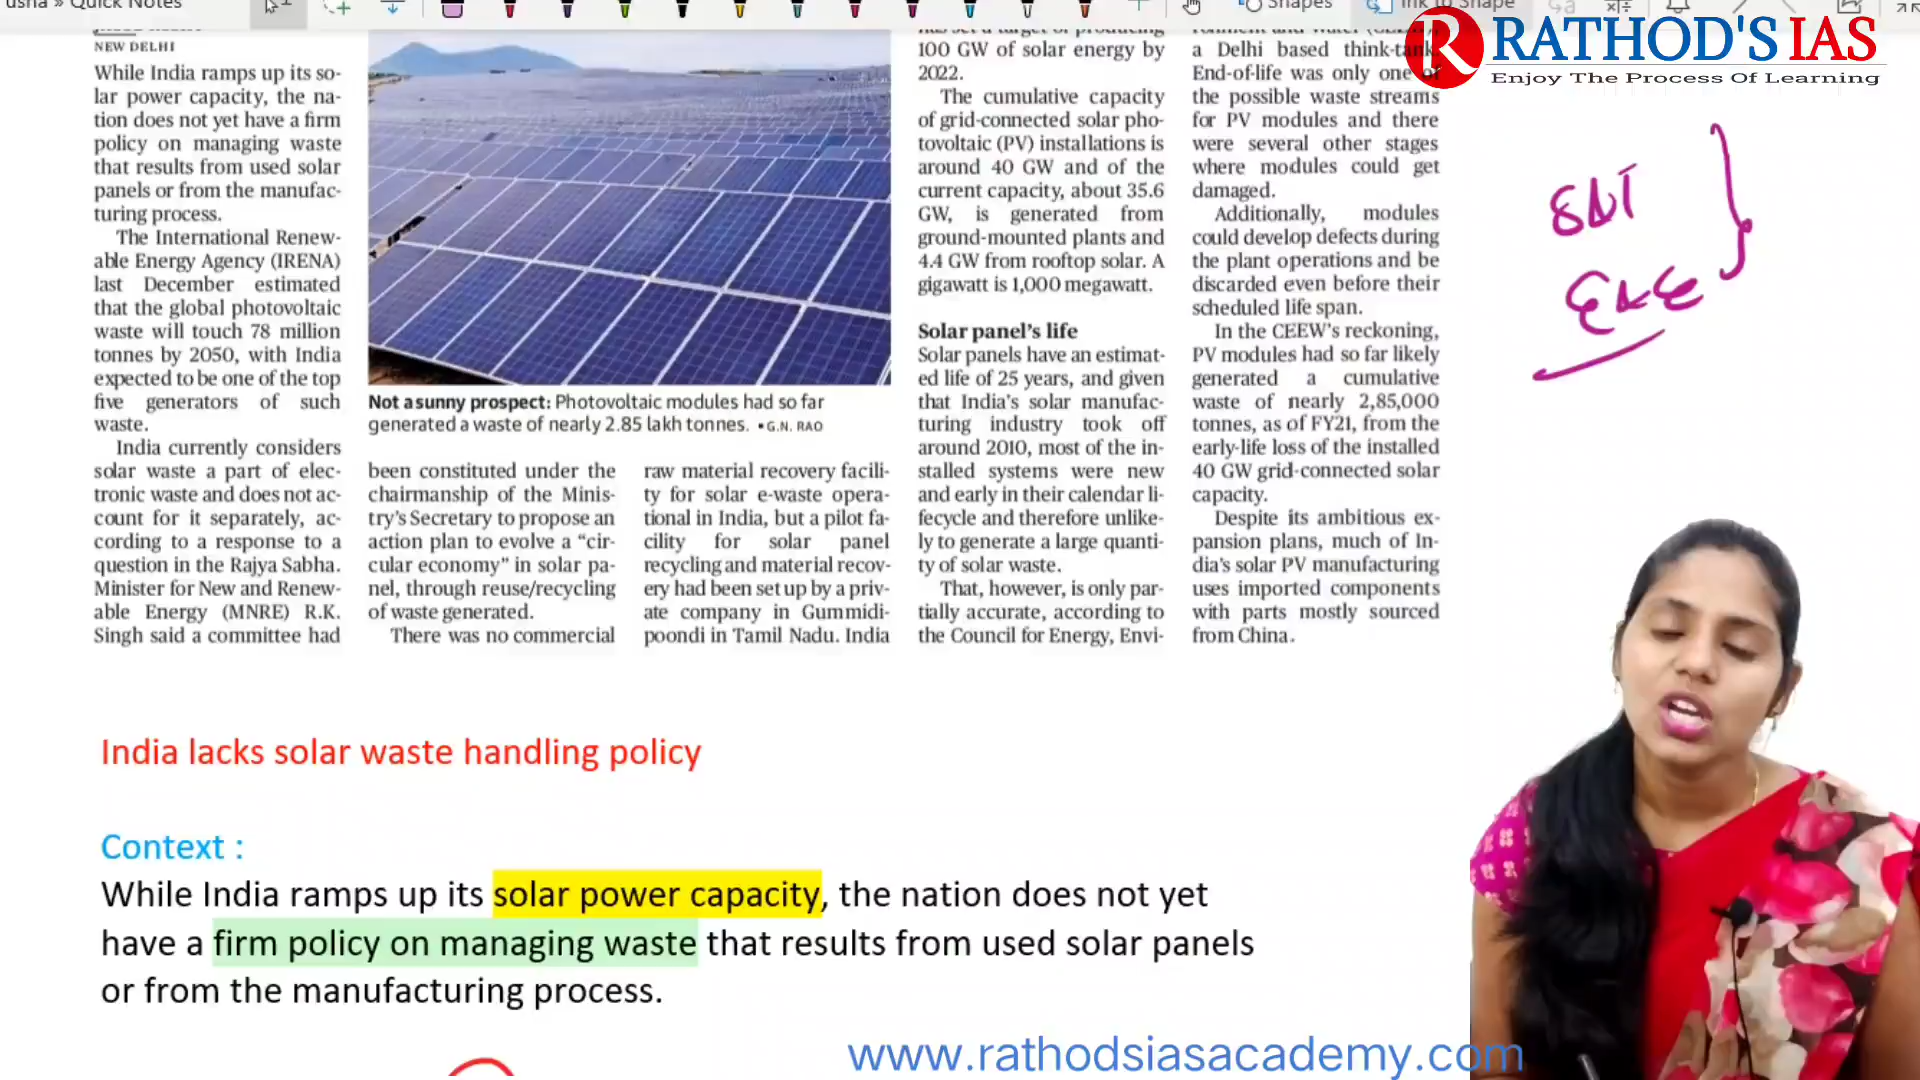 usha » Quick Notes
Shapes
Ink to Shape
RATHOD'S IAS
Enjoy The Process Of Learning
NEW DELHI
While India ramps up its so-
lar power capacity, the na-
tion does not yet have a firm
policy on managing waste
that results from used solar
panels or from the manufac-
turing process.
The International Renew-
able Energy Agency (IRENA)
last December estimated
that the global photovoltaic
waste will touch 78 million
tonnes by 2050, with India
expected to be one of the top
five generators of such
waste.
India currently considers
solar waste a part of elec-
tronic waste and does not ac-
count for it separately, ac-
cording to a response to a
question in the Rajya Sabha.
Minister for New and Renew-
able Energy (MNRE) R.K.
Singh said a committee had
Not a sunny prospect: Photovoltaic modules had so far
generated a waste of nearly 2.85 lakh tonnes. • G.N. RAO
been constituted under the
chairmanship of the Minis-
try's Secretary to propose an
action plan to evolve a “cir-
cular economy” in solar pa-
nel, through reuse/recycling
of waste generated.
There was no commercial
raw material recovery facili-
ty for solar e-waste opera-
tional in India, but a pilot fa-
cility for solar panel
recycling and material recov-
ery had been set up by a priv-
ate company in Gummidi-
poondi in Tamil Nadu. India
has set a target of producing
100 GW of solar energy by
2022.
The cumulative capacity
of grid-connected solar pho-
tovoltaic (PV) installations is
around 40 GW and of the
current capacity, about 35.6
GW, is generated from
ground-mounted plants and
4.4 GW from rooftop solar. A
gigawatt is 1,000 megawatt.
Solar panel's life
Solar panels have an estimat-
ed life of 25 years, and given
that India's solar manufac-
turing industry took off
around 2010, most of the in-
stalled systems were new
and early in their calendar li-
fecycle and therefore unlike-
ly to generate a large quanti-
ty of solar waste.
That, however, is only par-
tially accurate, according to
the Council for Energy, Envi-
a Delhi based think-tank.
End-of-life was only one of
the possible waste streams
for PV modules and there
were several other stages
where modules could get
damaged.
Additionally, modules
could develop defects during
the plant operations and be
discarded even before their
scheduled life span.
In the CEEW's reckoning,
PV modules had so far likely
generated a cumulative
waste of nearly 2,85,000
tonnes, as of FY21, from the
early-life loss of the installed
40 GW grid-connected solar
capacity.
Despite its ambitious ex-
pansion plans, much of In-
dia's solar PV manufacturing
uses imported components
with parts mostly sourced
from China.
India lacks solar waste handling policy
Context :
While India ramps up its solar power capacity, the nation does not yet
have a firm policy on managing waste that results from used solar panels
or from the manufacturing process.
www.rathodsiasacademy.com